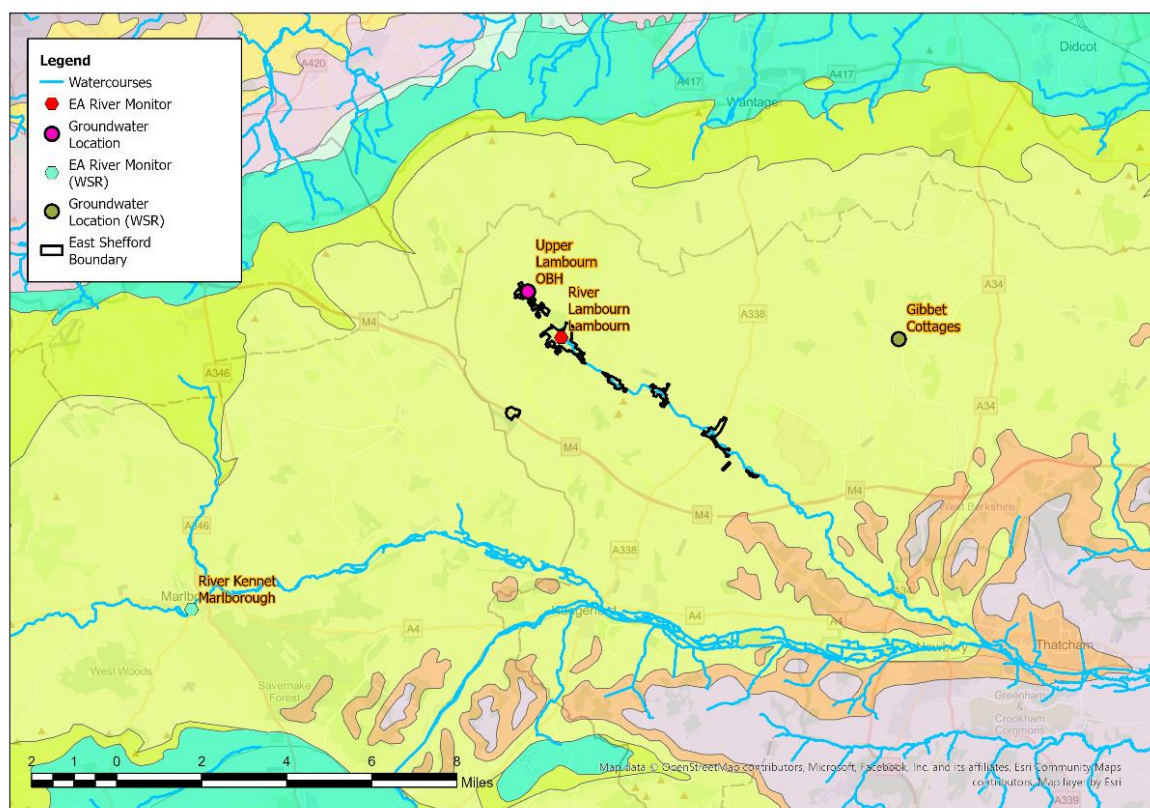 Legend
Watercourses
EA River Monitor
Groundwater
Location
EA River Monitor
(WSR)
Groundwater
Location (WSR)
East Shefford
Boundary
A420
Didcot
A417
A417
Wantage
A34
Upper
Lambourn
OBH
River
Lambourn
Lambourn
A338
Gibbet
Cottages
M4
A346
A34
M4
M4
West Berkshire
A346
A338
River Kennet
Marlborough
A4
A4
A4
Newbury
Thatcham
West Woods
Savernake
Forest
Greenham
&
Crookham
Commons
2 1 0 2 4 6 8
Miles
Map data © OpenStreetMap contributors, Microsoft, Facebook, Inc. and its affiliates, Esri Community Maps
contributors, Map layer by Esri
A339